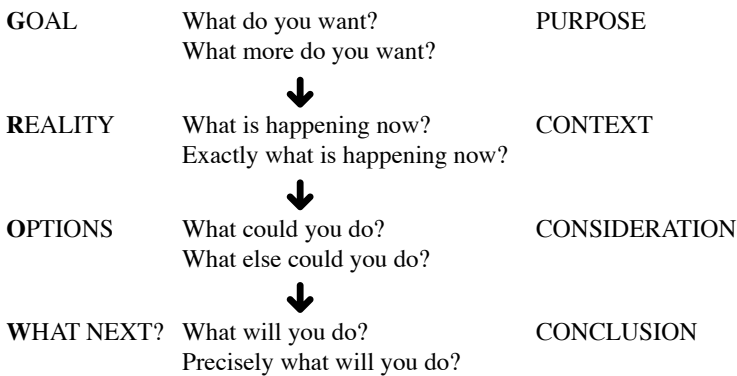 GOAL What do you want? PURPOSE
What more do you want?
REALITY What is happening now? CONTEXT
Exactly what is happening now?
OPTIONS What could you do? CONSIDERATION
What else could you do?
WHAT NEXT? What will you do? CONCLUSION
Precisely what will you do?